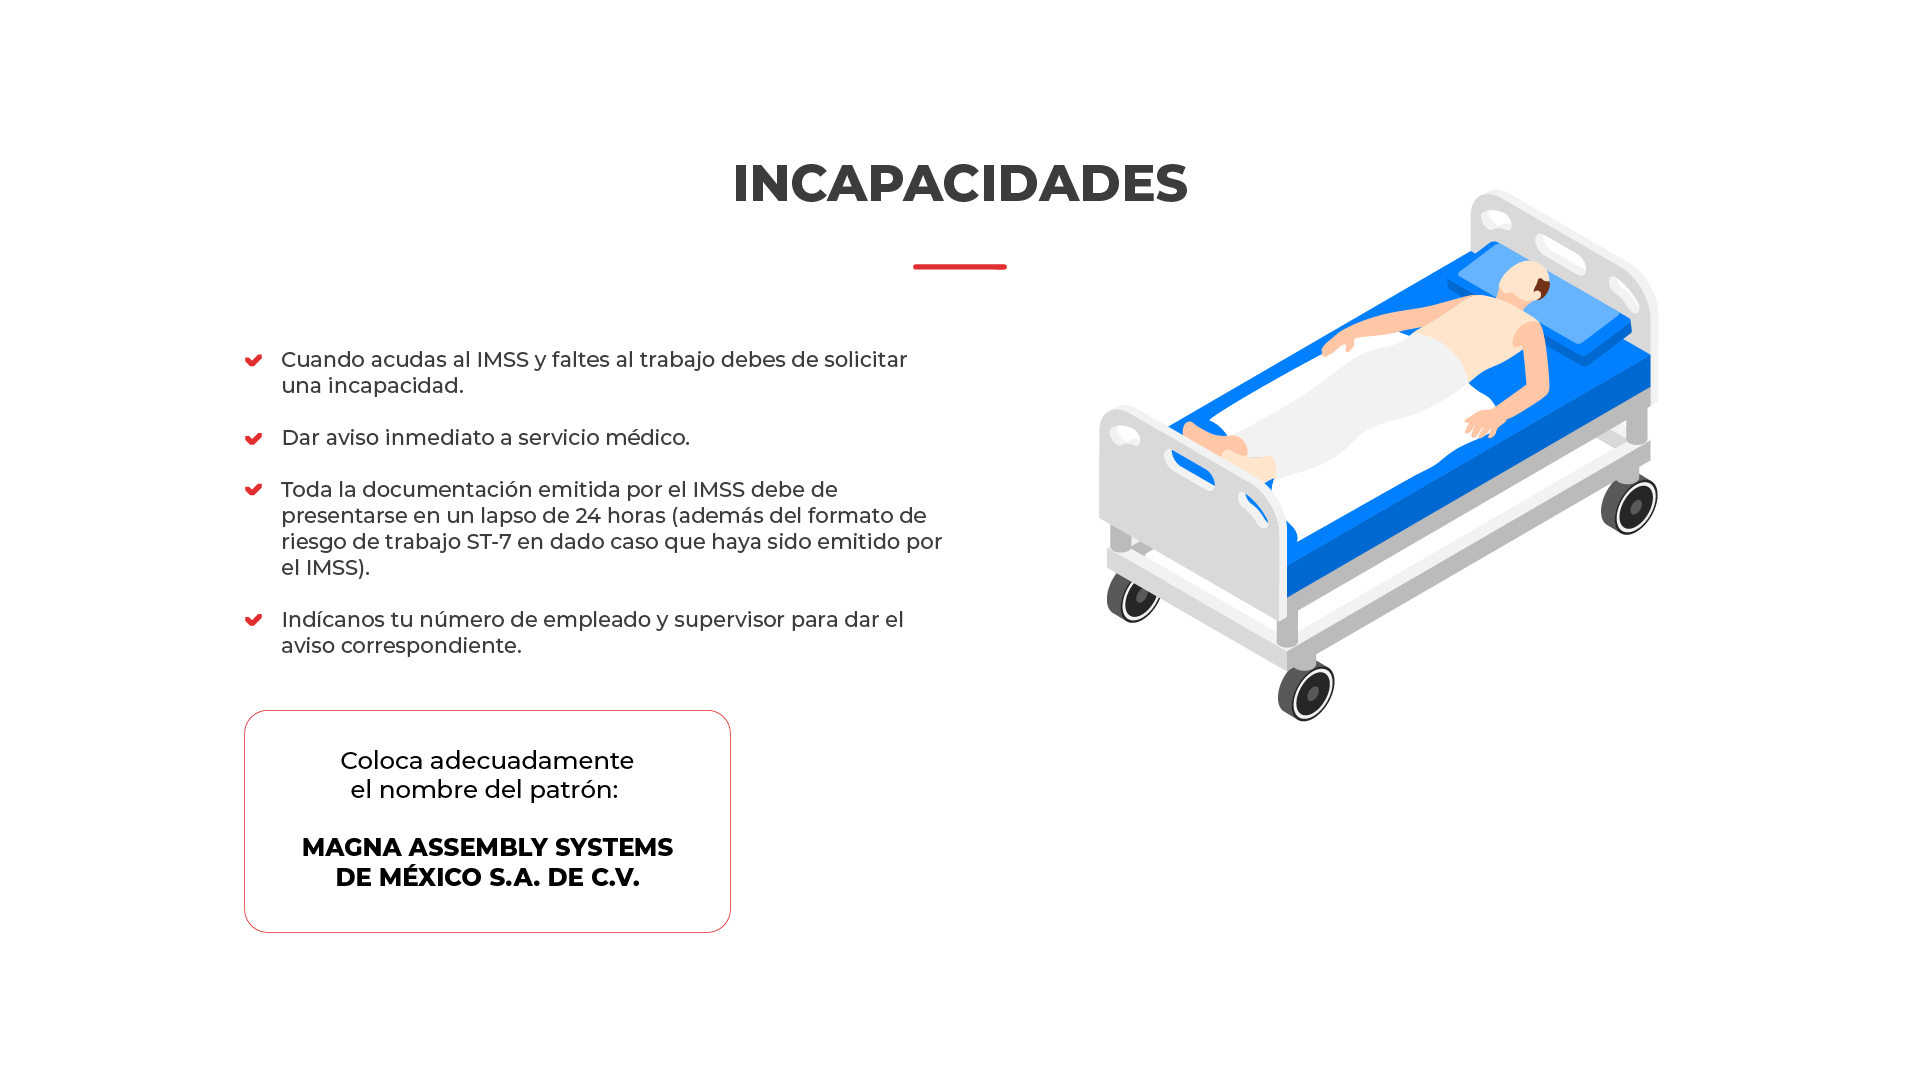 INCAPACIDADES
Cuando acudas al IMSS y faltes al trabajo debes de solicitar
una incapacidad.
Dar aviso inmediato a servicio médico.
Toda la documentación emitida por el IMSS debe de
presentarse en un lapso de 24 horas (además del formato de
riesgo de trabajo ST-7 en dado caso que haya sido emitido por
el IMSS).
Indícanos tu número de empleado y supervisor para dar el
aviso correspondiente.
Coloca adecuadamente
el nombre del patrón:
MAGNA ASSEMBLY SYSTEMS
DE MÉXICO S.A. DE C.V.